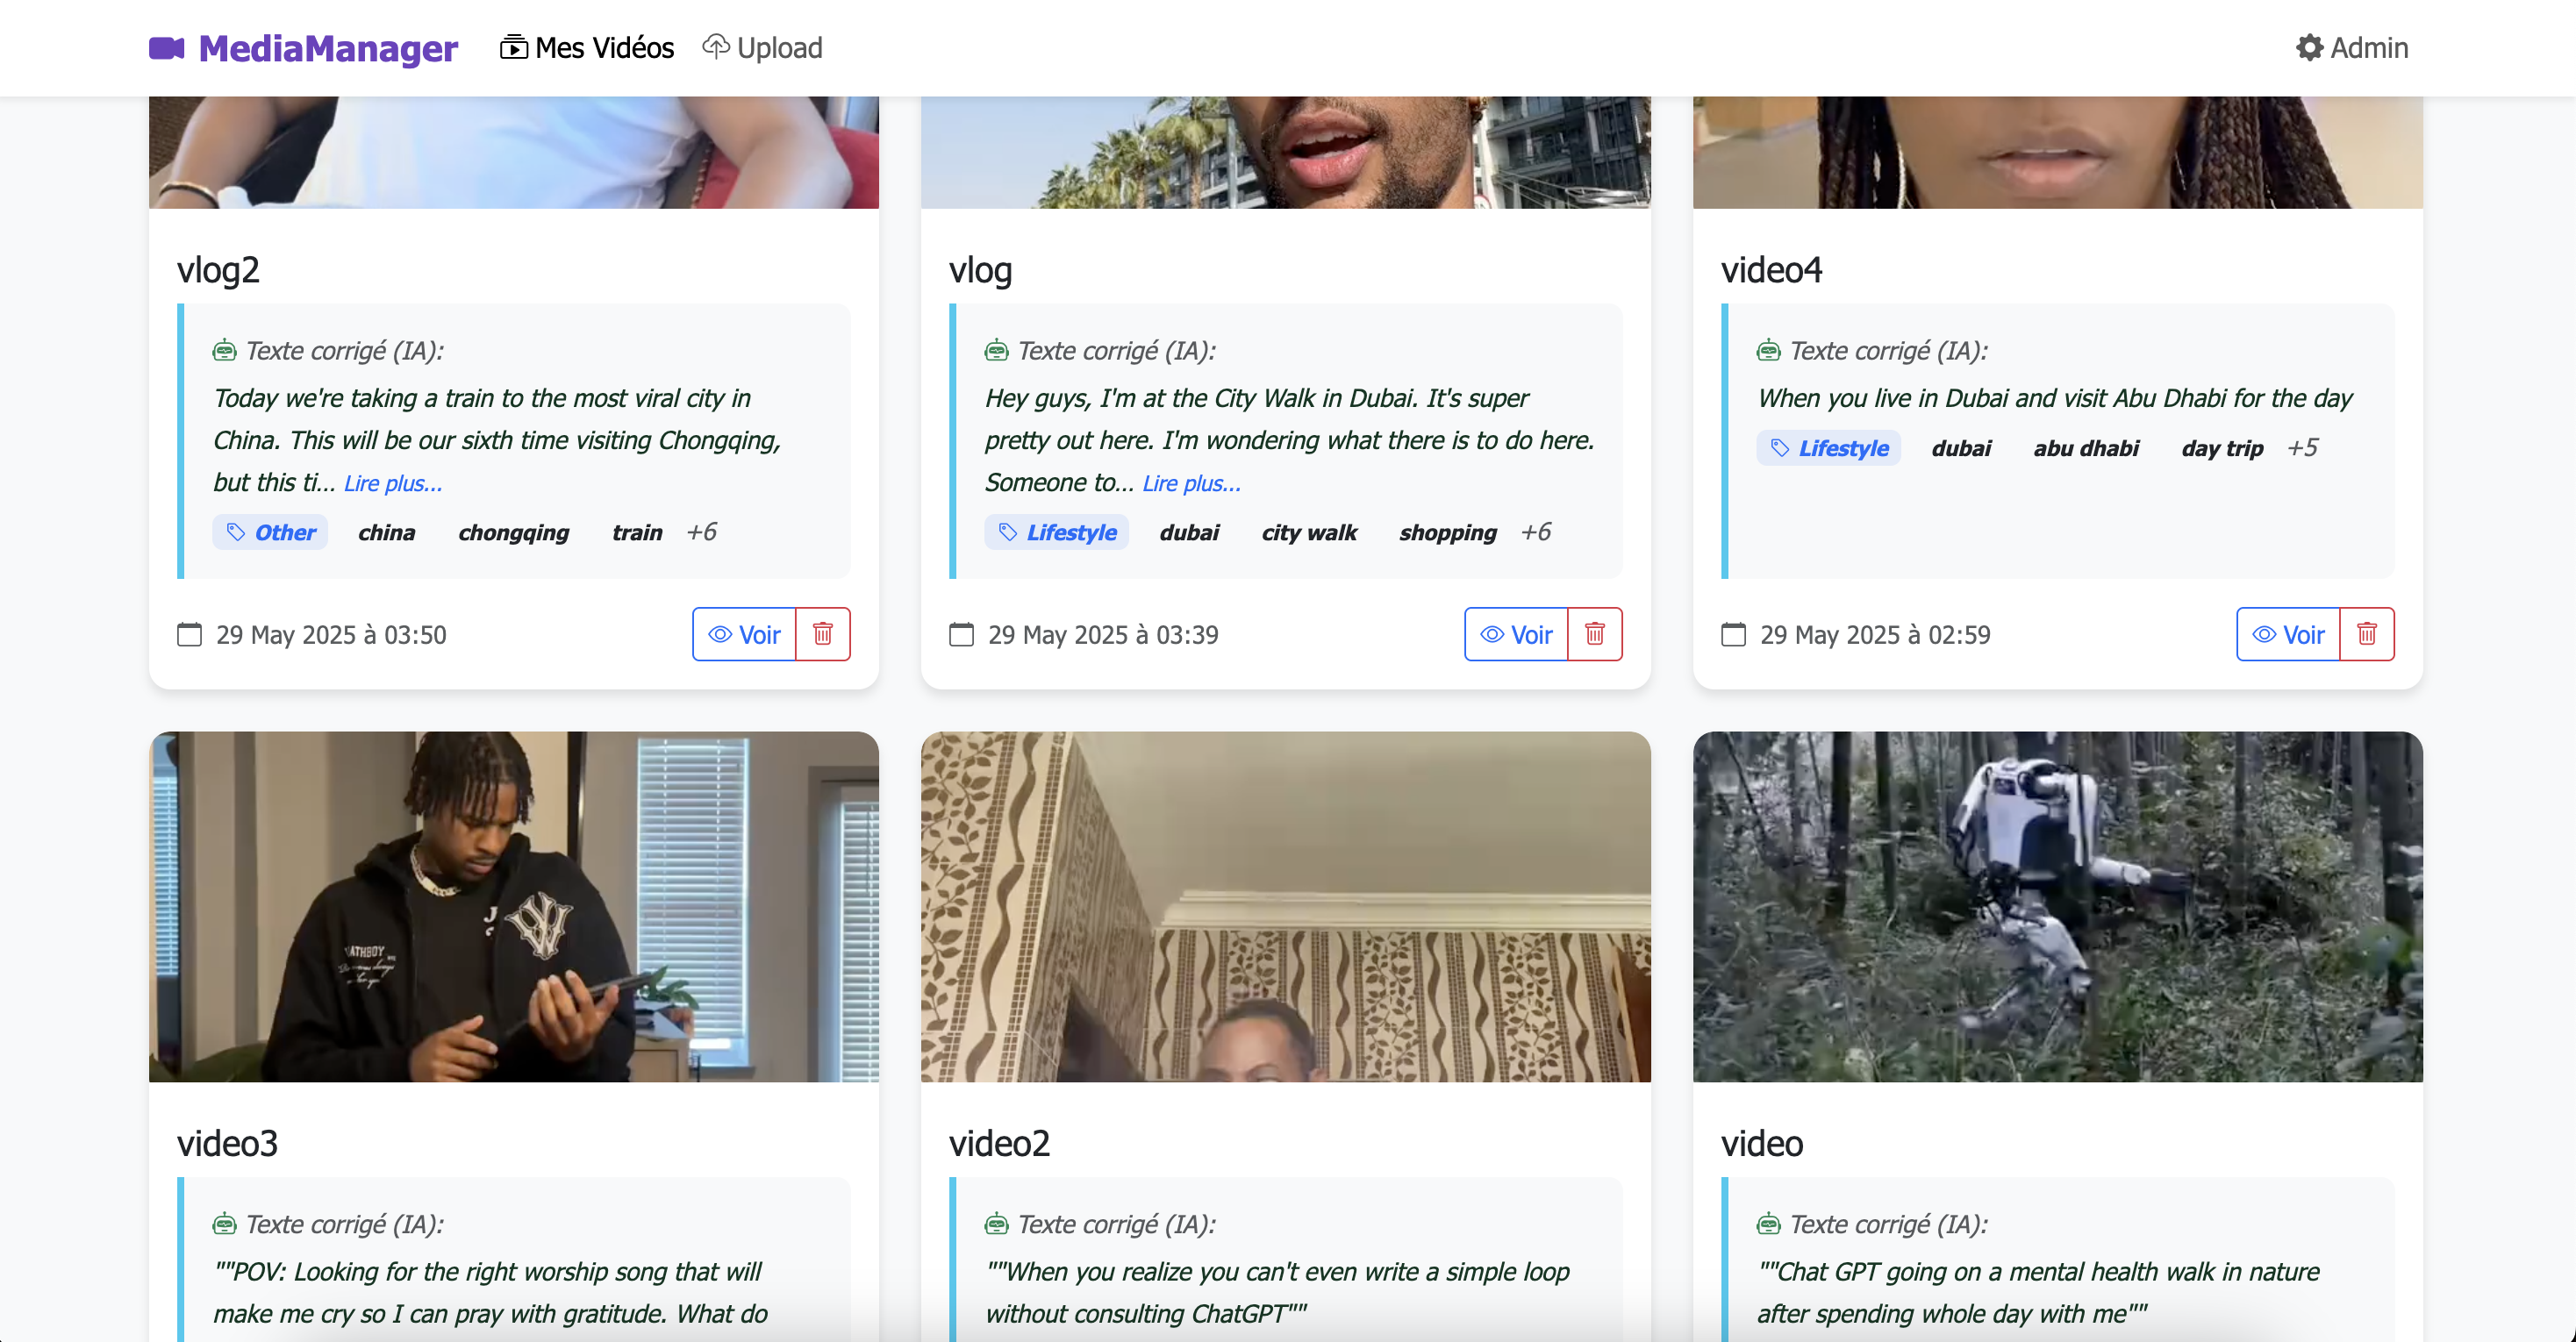 MediaManager
Mes Vidéos
Upload
Admin
vlog2
Texte corrigé (IA):
Today we're taking a train to the most viral city in
China. This will be our sixth time visiting Chongqing,
but this ti... Lire plus...
Other china chongqing train +6
29 May 2025 à 03:50
Voir
vlog
Texte corrigé (IA):
Hey guys, I'm at the City Walk in Dubai. It's super
pretty out here. I'm wondering what there is to do here.
Someone to... Lire plus...
Lifestyle dubai city walk shopping +6
29 May 2025 à 03:39
Voir
video4
Texte corrigé (IA):
When you live in Dubai and visit Abu Dhabi for the day
Lifestyle dubai abu dhabi day trip +5
29 May 2025 à 02:59
Voir
video3
Texte corrigé (IA):
""POV: Looking for the right worship song that will
make me cry so I can pray with gratitude. What do
video2
Texte corrigé (IA):
""When you realize you can't even write a simple loop
without consulting ChatGPT""
video
Texte corrigé (IA):
""Chat GPT going on a mental health walk in nature
after spending whole day with me""